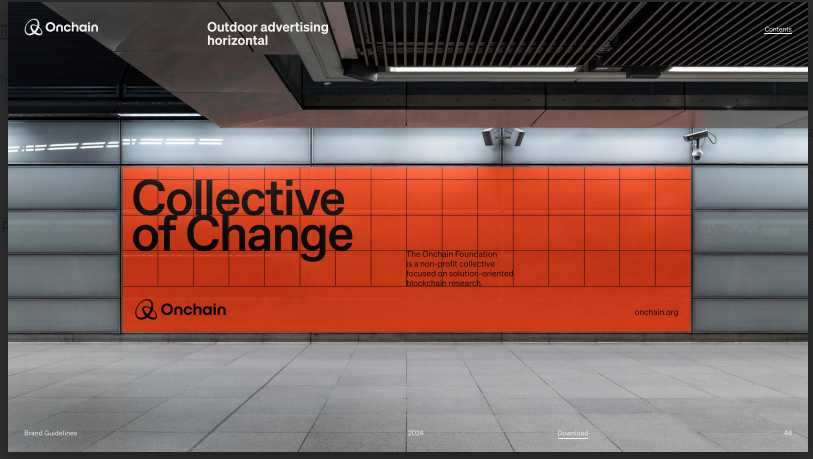 Onchain
Outdoor advertising
horizontal
Contents
Collective
of Change
The Onchain Foundation
is a non-profit collective
focused on solution-oriented
blockchain research.
Onchain
onchain.org
Brand Guidelines
2024
Download
46